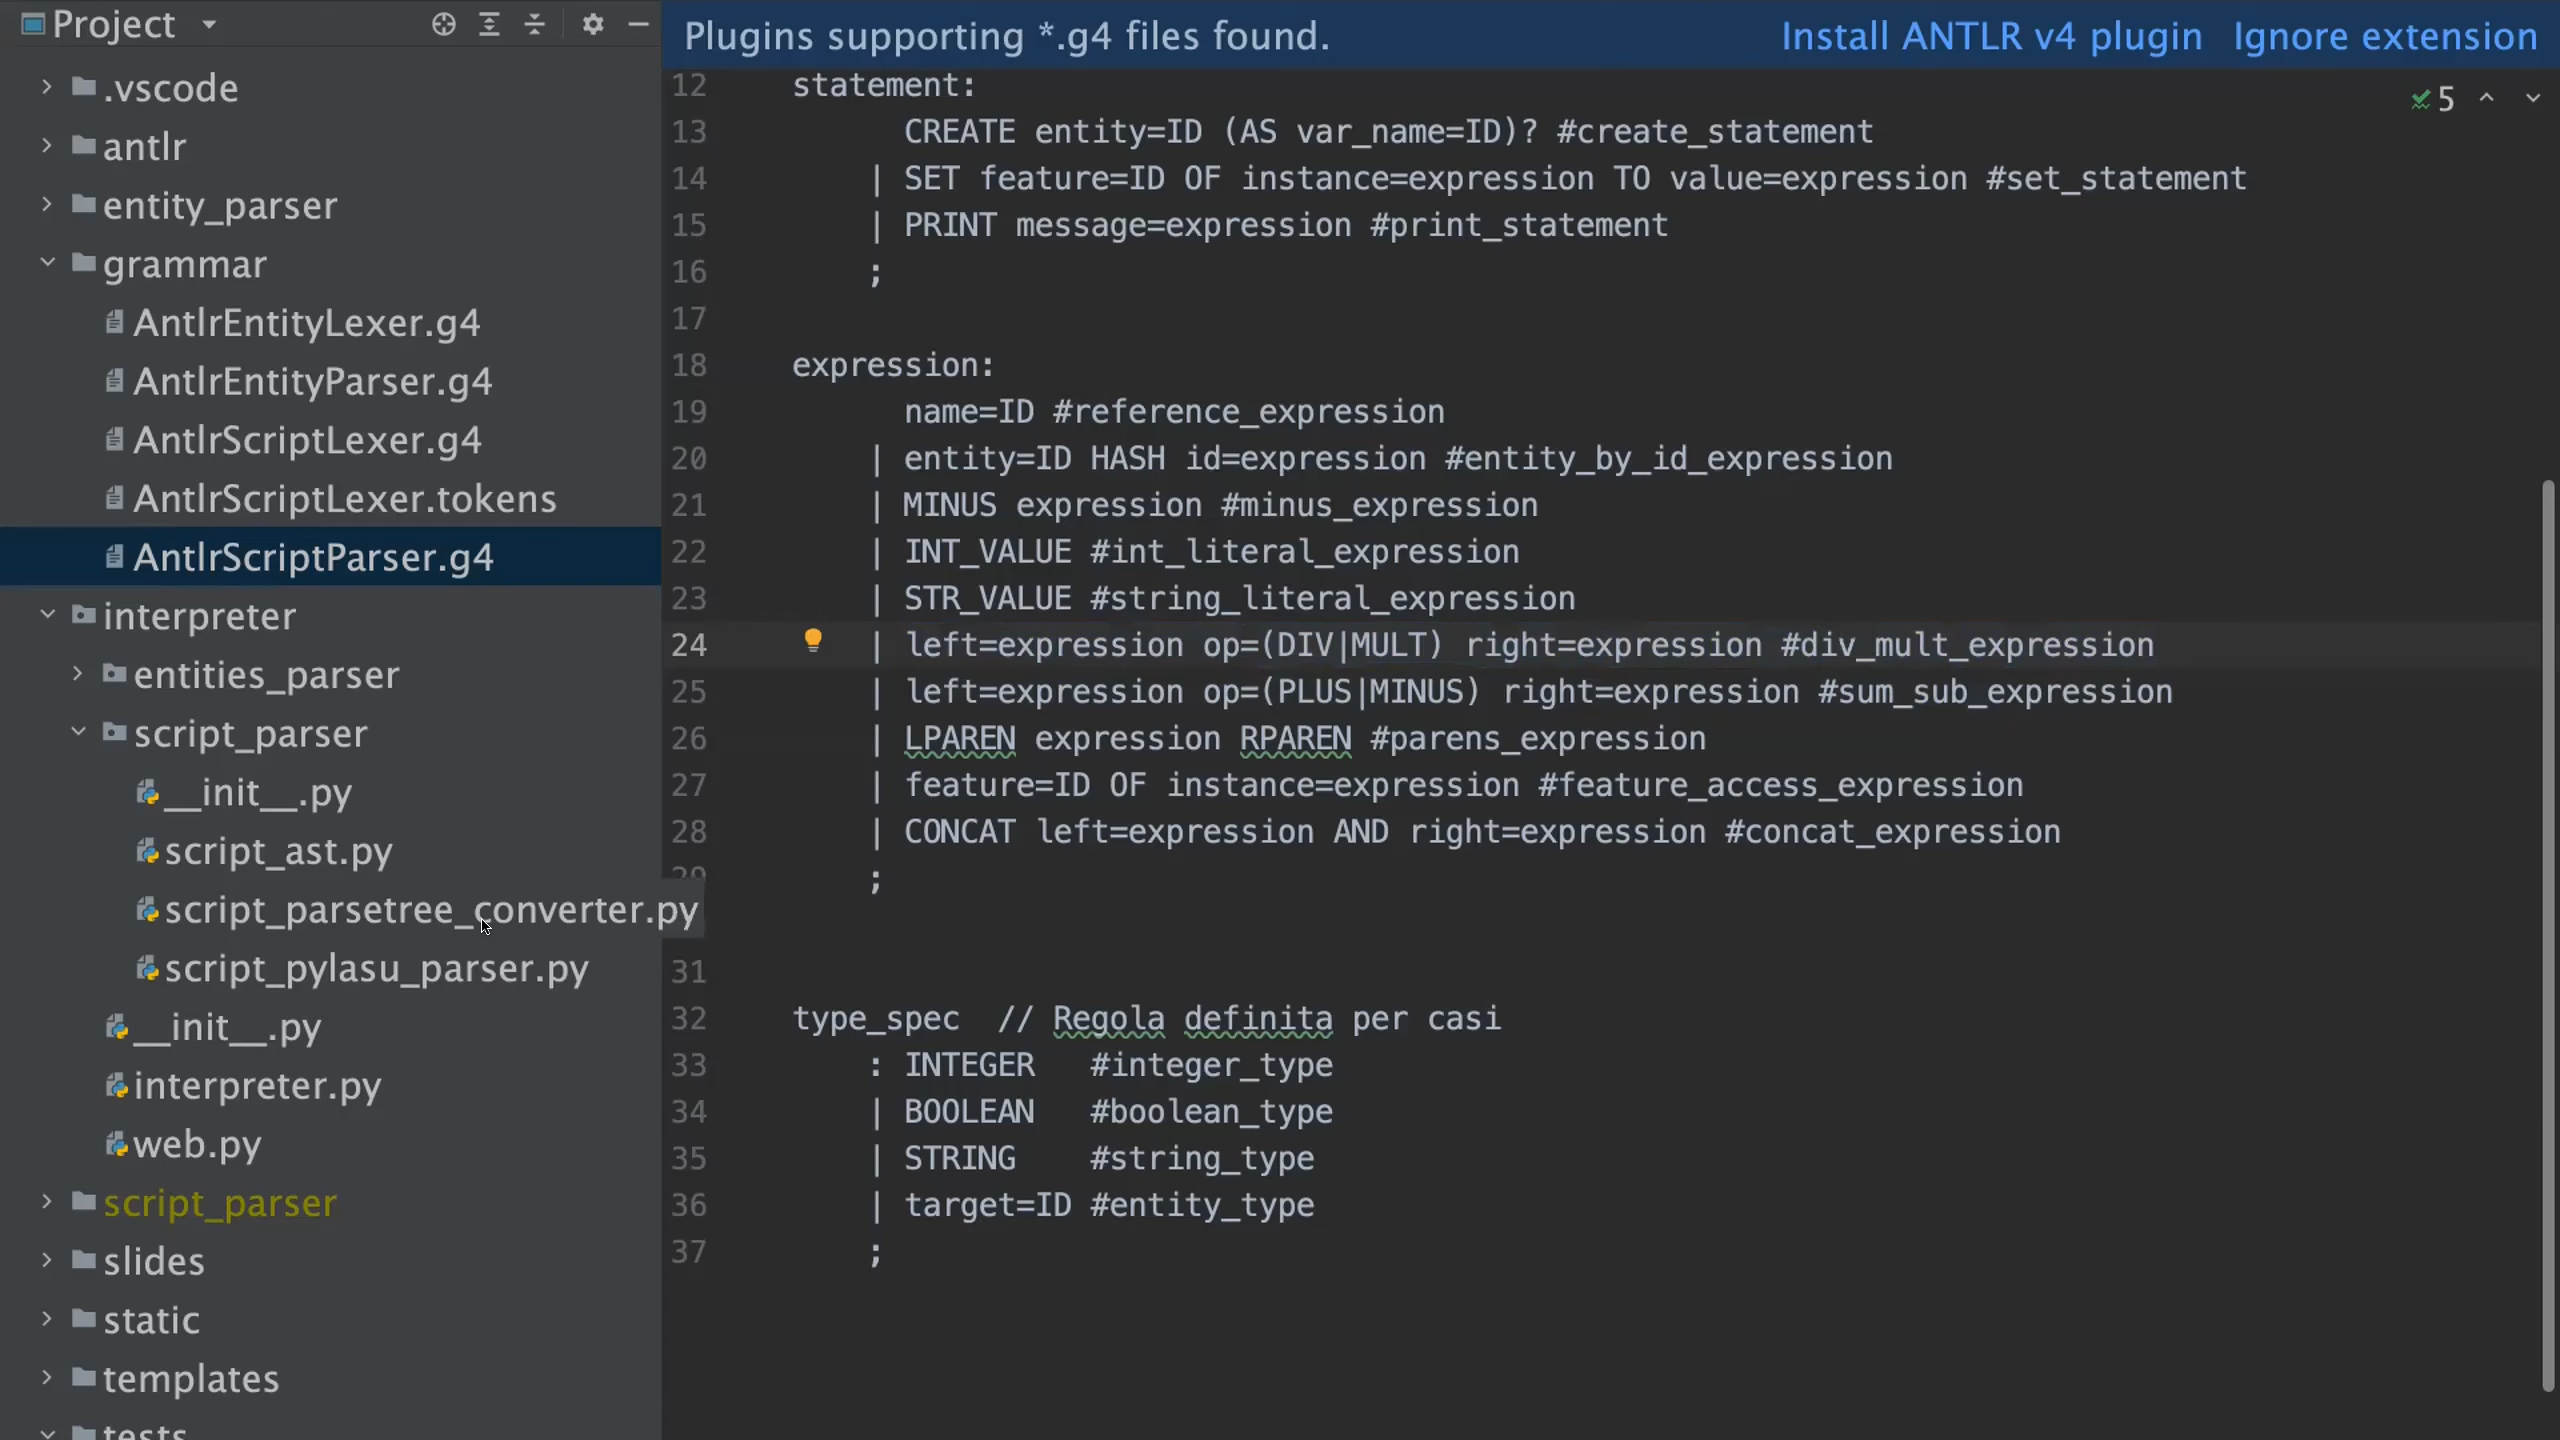 Project
.vscode
antlr
entity_parser
grammar
AntlrEntityLexer.g4
AntlrEntityParser.g4
AntlrScriptLexer.g4
AntlrScriptLexer.tokens
AntlrScriptParser.g4
interpreter
entities_parser
script_parser
__init__.py
script_ast.py
script_parsetree_converter.py
script_pylasu_parser.py
__init__.py
interpreter.py
web.py
script_parser
slides
static
templates
tests
Plugins supporting *.g4 files found. Install ANTLR v4 plugin Ignore extension
5
12 statement:
13 CREATE entity=ID (AS var_name=ID)? #create_statement
14 | SET feature=ID OF instance=expression TO value=expression #set_statement
15 | PRINT message=expression #print_statement
16 ;
17
18 expression:
19 name=ID #reference_expression
20 | entity=ID HASH id=expression #entity_by_id_expression
21 | MINUS expression #minus_expression
22 | INT_VALUE #int_literal_expression
23 | STR_VALUE #string_literal_expression
24 | left=expression op=(DIV|MULT) right=expression #div_mult_expression
25 | left=expression op=(PLUS|MINUS) right=expression #sum_sub_expression
26 | LPAREN expression RPAREN #parens_expression
27 | feature=ID OF instance=expression #feature_access_expression
28 | CONCAT left=expression AND right=expression #concat_expression
29 ;
31
32 type_spec // Regola definita per casi
33 : INTEGER #integer_type
34 | BOOLEAN #boolean_type
35 | STRING #string_type
36 | target=ID #entity_type
37 ;